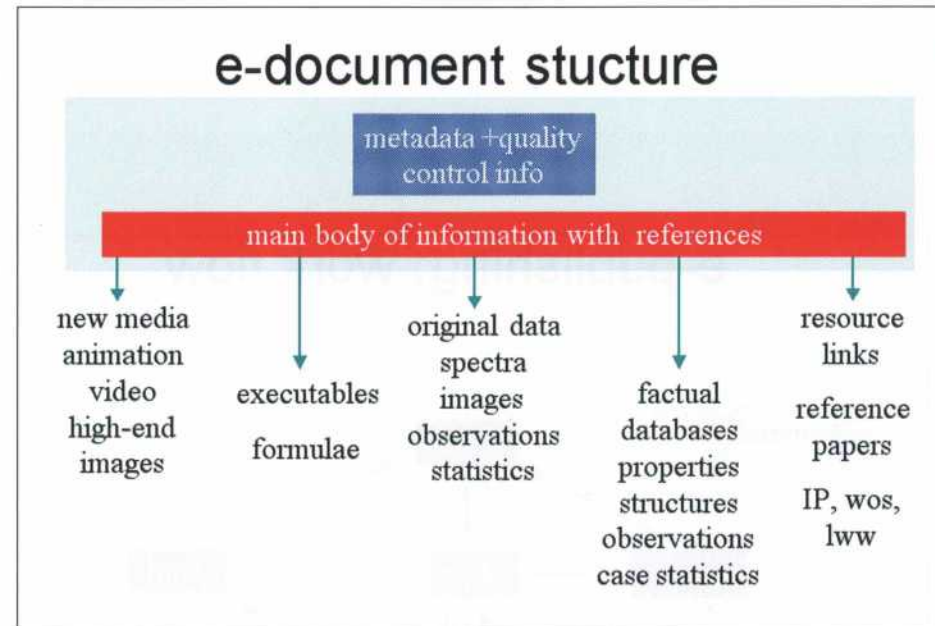 e-document stucture
metadata +quality
control info
main body of information with references
new media
animation
video
high-end
images
executables
formulae
original data
spectra
images
observations
statistics
factual
databases
properties
structures
observations
case statistics
resource
links
reference
papers
IP, wos,
lww